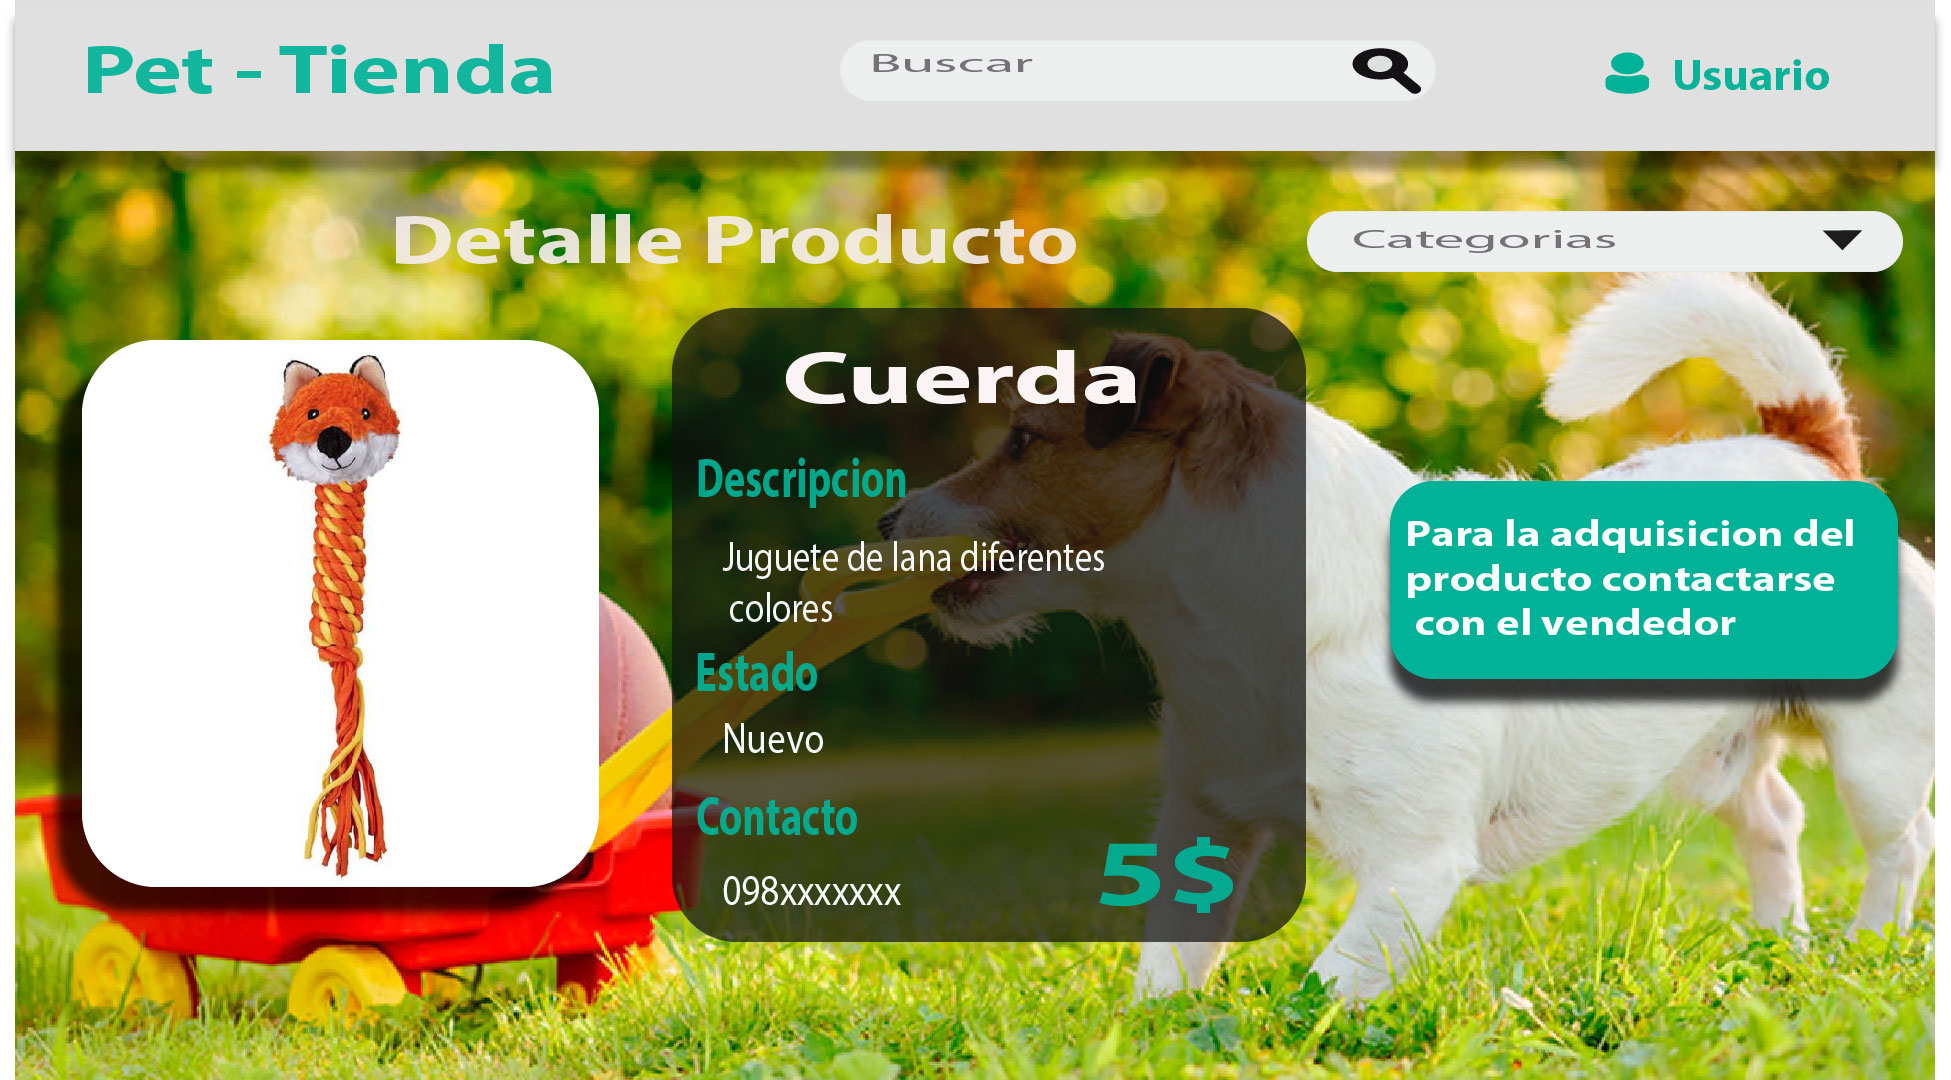 Pet - Tienda
Buscar
Usuario
Detalle Producto
Categorias
Cuerda
Descripcion
Juguete de lana diferentes
colores
Estado
Nuevo
Contacto
098xxxxxxx
5$
Para la adquisicion del
producto contactarse
con el vendedor